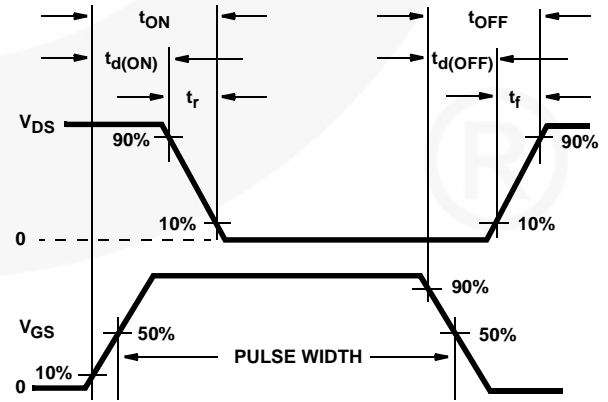 tON
tOFF
td(ON)
td(OFF)
tr
tf
VDS
90%
90%
10%
10%
0
90%
VGS
50%
50%
PULSE WIDTH
10%
0
®